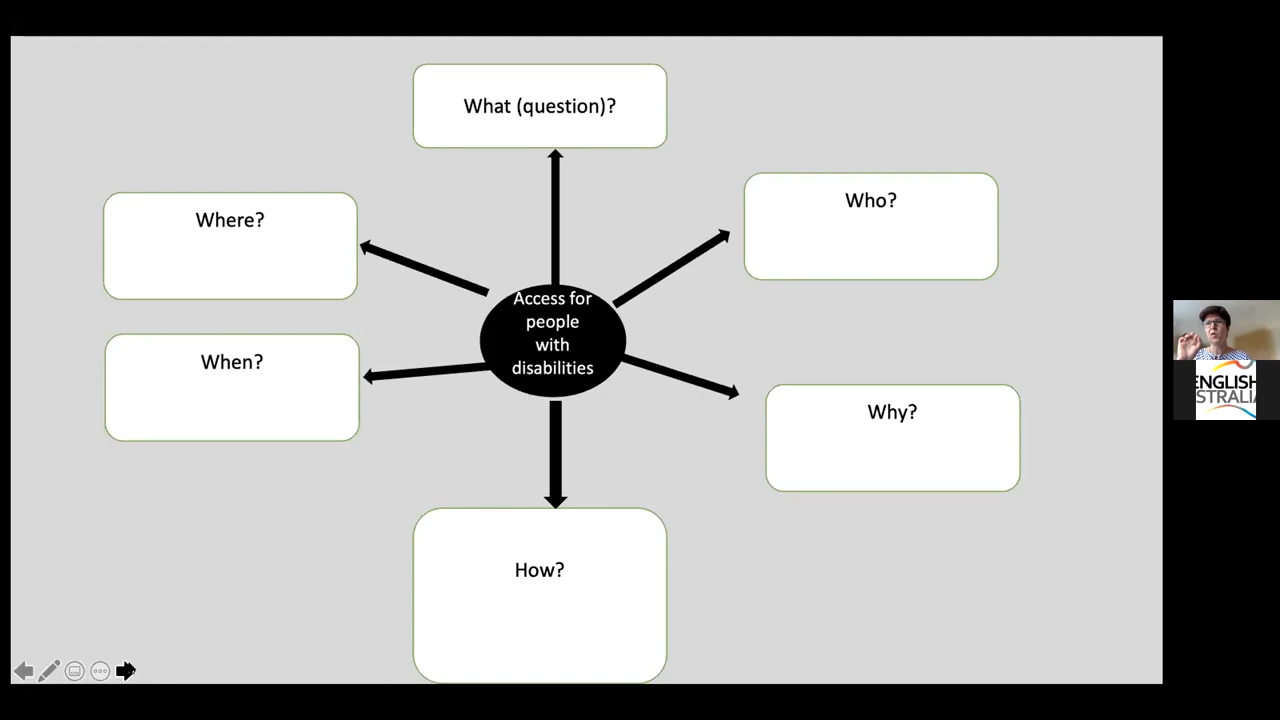 What (question)?
Who?
Where?
Access for
people
with
disabilities
When?
Why?
How?
ENGLISH
STRALIA